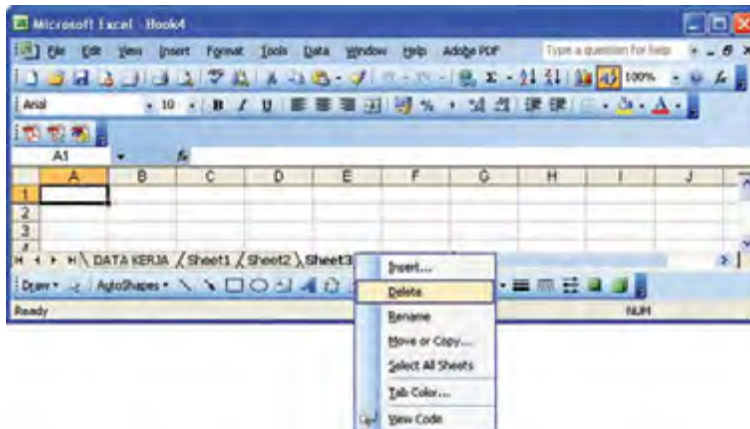 Microsoft Excel - Book4
File Edit View Insert Format Tools Data Window Help Adobe PDF Type a question for help
100%
Arial 10 B I U %
A1 fx
A B C D E F G H I J
1
2
3
4
DATA KERJA Sheet1 Sheet2 Sheet3
Draw AutoShapes
Ready NUM
Insert...
Delete
Rename
Move or Copy...
Select All Sheets
Tab Color...
View Code